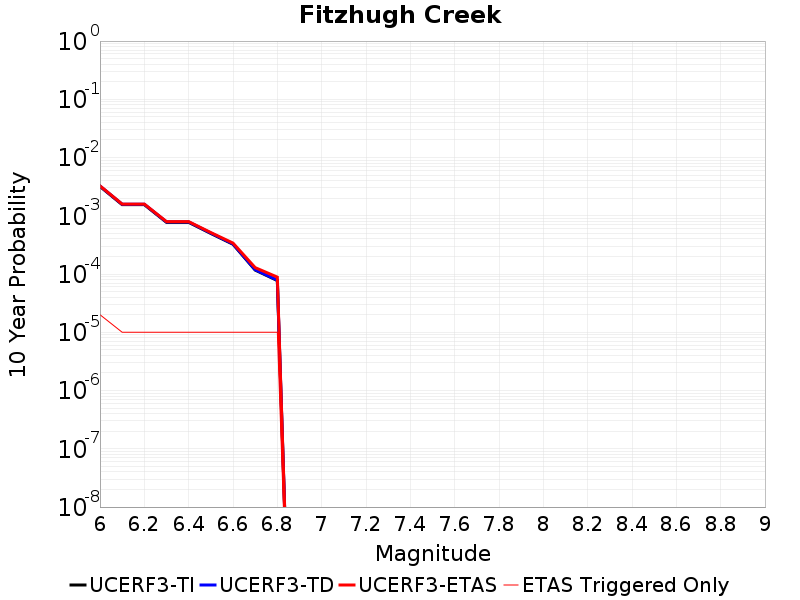 Fitzhugh Creek
10 Year Probability
10^0
10^-1
10^-2
10^-3
10^-4
10^-5
10^-6
10^-7
10^-8
6 6.2 6.4 6.6 6.8 7 7.2 7.4 7.6 7.8 8 8.2 8.4 8.6 8.8 9
Magnitude
UCERF3-TI UCERF3-TD UCERF3-ETAS ETAS Triggered Only